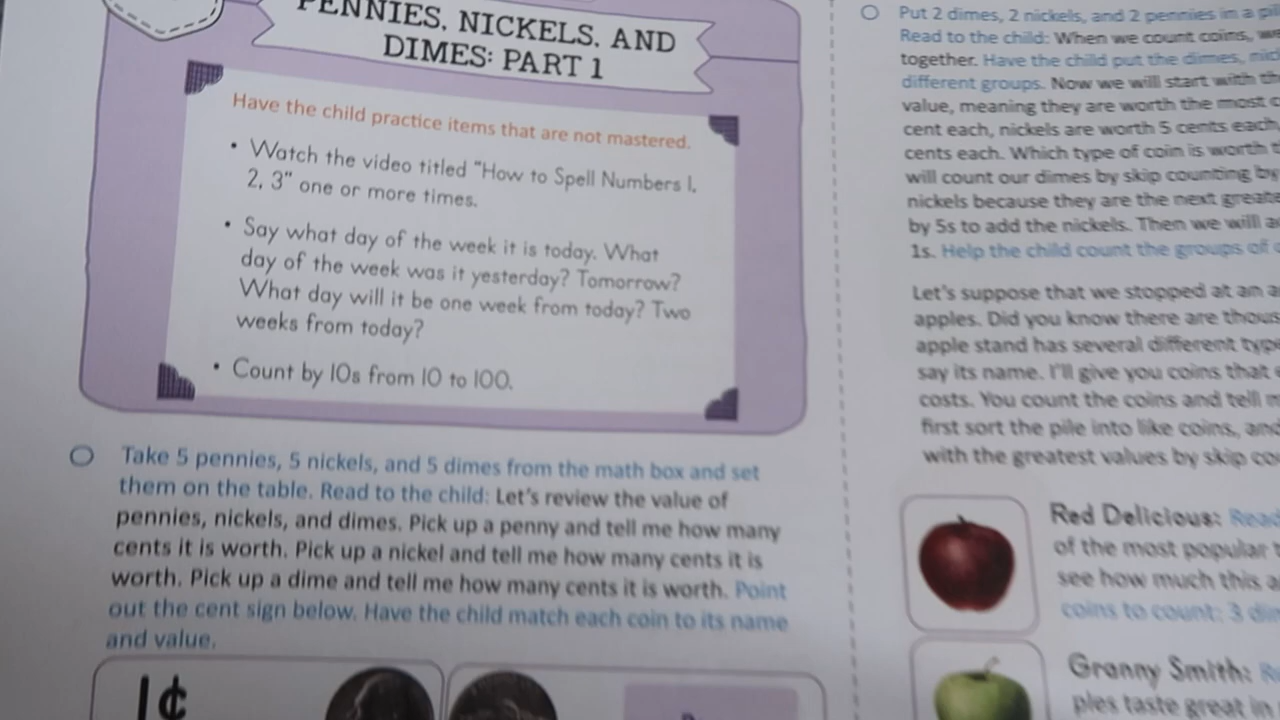 PENNIES, NICKELS, AND
DIMES: PART 1
Have the child practice items that are not mastered.
• Watch the video titled "How to Spell Numbers 1,
2, 3" one or more times.
• Say what day of the week it is today. What
day of the week was it yesterday? Tomorrow?
What day will it be one week from today? Two
weeks from today?
• Count by 10s from 10 to 100.
Take 5 pennies, 5 nickels, and 5 dimes from the math box and set
them on the table. Read to the child: Let's review the value of
pennies, nickels, and dimes. Pick up a penny and tell me how many
cents it is worth. Pick up a nickel and tell me how many cents it is
worth. Pick up a dime and tell me how many cents it is worth. Point
out the cent sign below. Have the child match each coin to its name
and value.
1¢
Put 2 dimes, 2 nickels, and 2 pennies in a
Read to the child: When we count coins,
together. Have the child put the dimes,
different groups. Now we will start with
value, meaning they are worth the most
cent each, nickels are worth 5 cents each,
cents each. Which type of coin is worth
will count our dimes by skip counting by
nickels because they are the next
by 5s to add the nickels. Then we will
1s. Help the child count the groups of
Let's suppose that we stopped at an
apples. Did you know there are
apple stand has several different
say its name. I'll give you coins that
costs. You count the coins and tell
first sort the pile into like coins, and
with the greatest values by skip
Red Delicious: Read
of the most popular
see how much this
coins to count: 3
Granny Smith:
ples taste great in